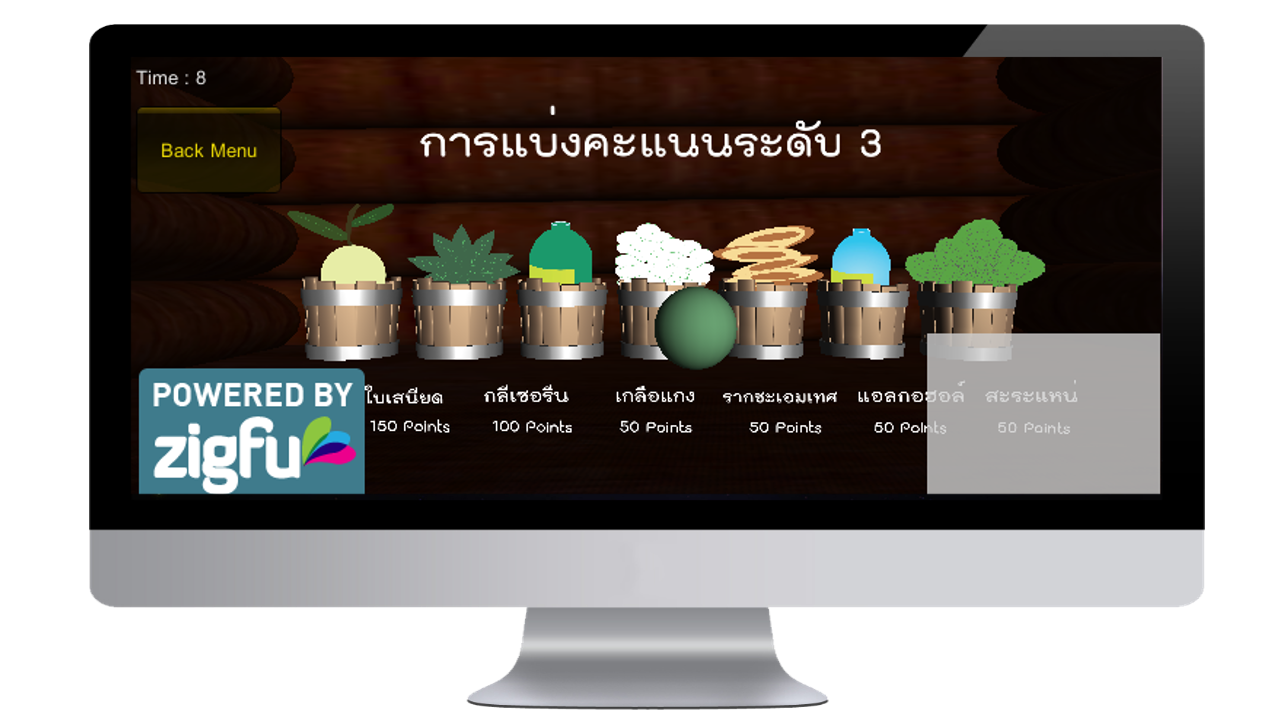 Time : 8
Back Menu
การแบ่งคะแนนระดับ 3
ใบเสนียด กลีเซอรีน เกลือแกง รากชะเอมเทศ แอลกอฮอล์ สะระแหน่
150 Points 100 Points 50 Points 50 Points 50 Points 50 Points
POWERED BY
zigfu